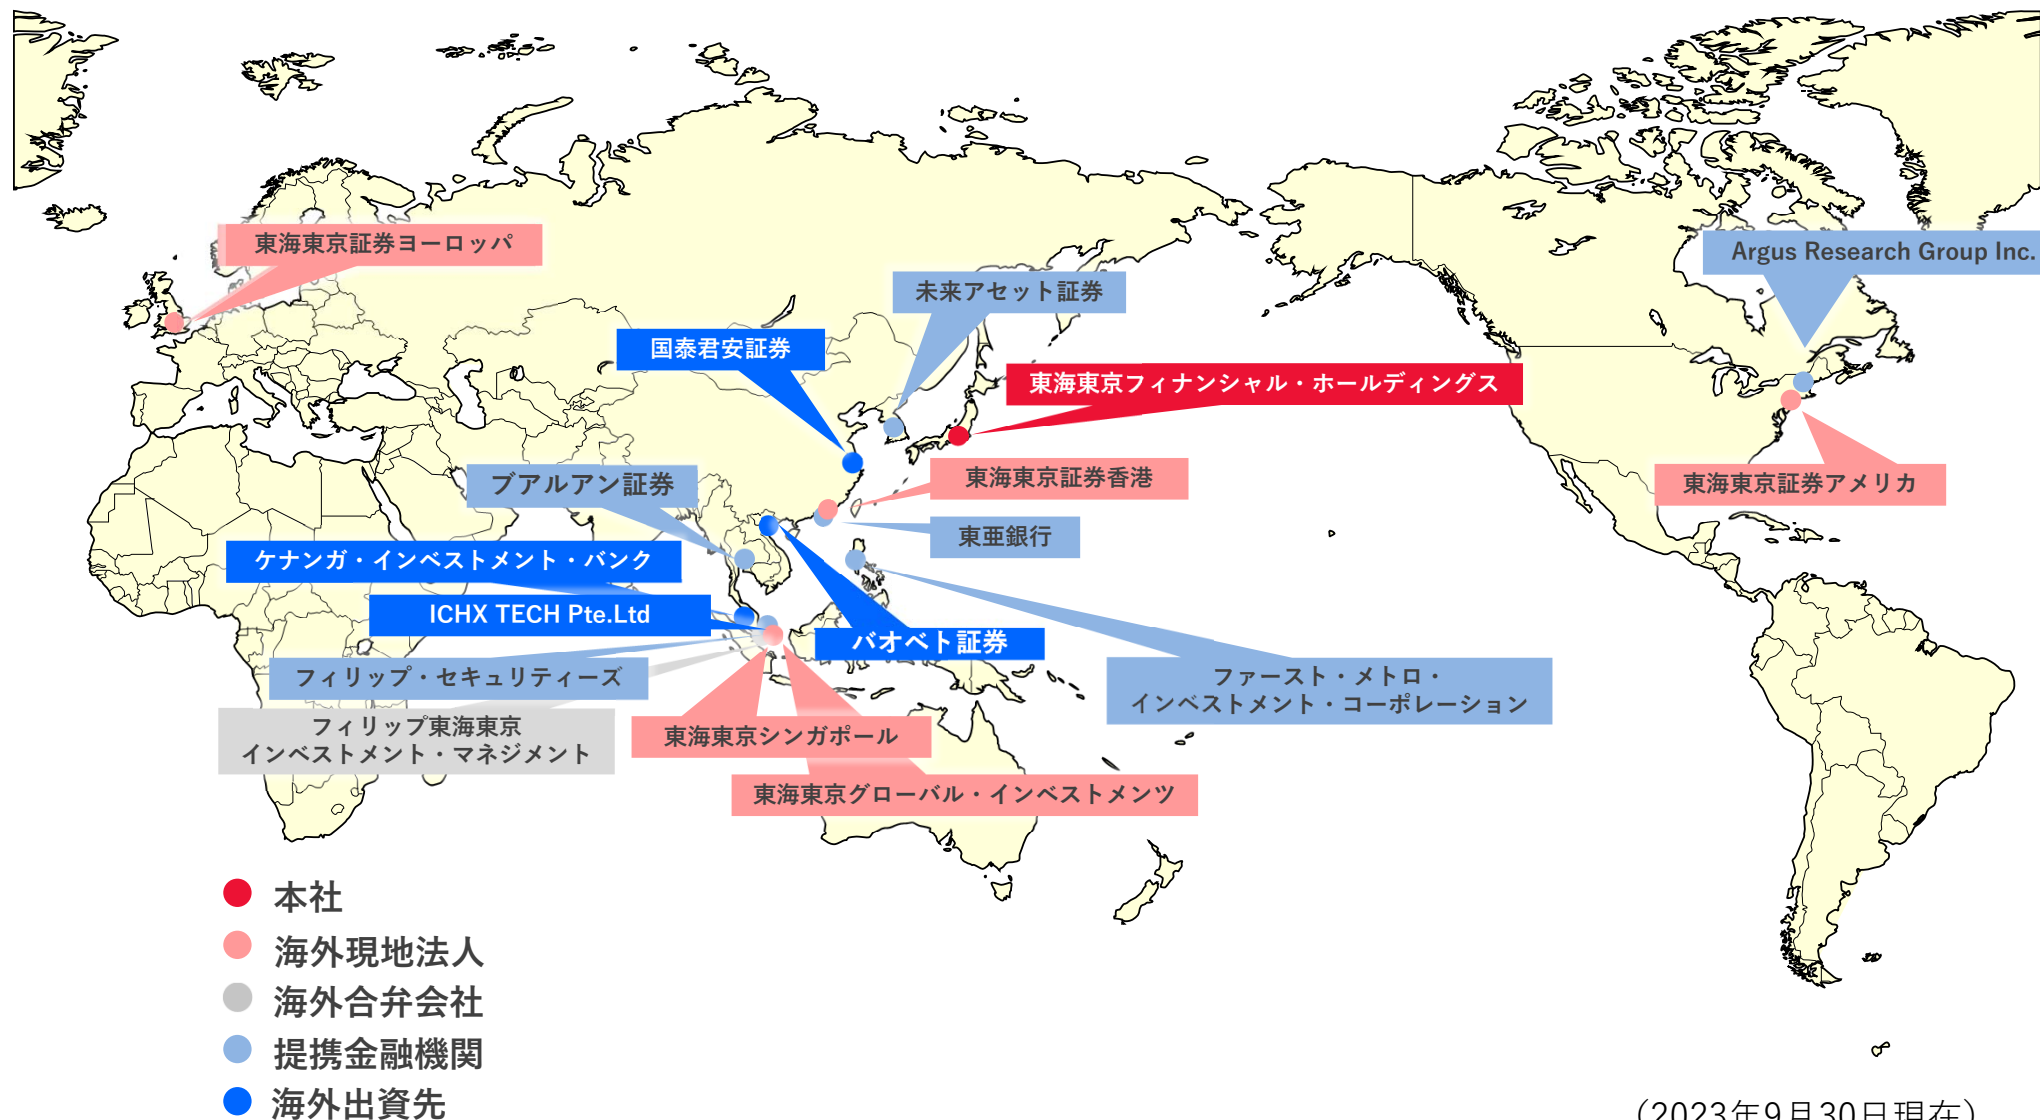 東海東京証券ヨーロッパ
Argus Research Group Inc.
未来アセット証券
国泰君安証券
東海東京フィナンシャル・ホールディングス
東海東京証券香港
東海東京証券アメリカ
ブアルアン証券
東亜銀行
ケナンガ・インベストメント・バンク
ICHX TECH Pte.Ltd
バオベト証券
フィリップ・セキュリティーズ
ファースト・メトロ・
インベストメント・コーポレーション
フィリップ東海東京
インベストメント・マネジメント
東海東京シンガポール
東海東京グローバル・インベストメンツ
本社
海外現地法人
海外合弁会社
提携金融機関
海外出資先
（2023年9月30日現在）